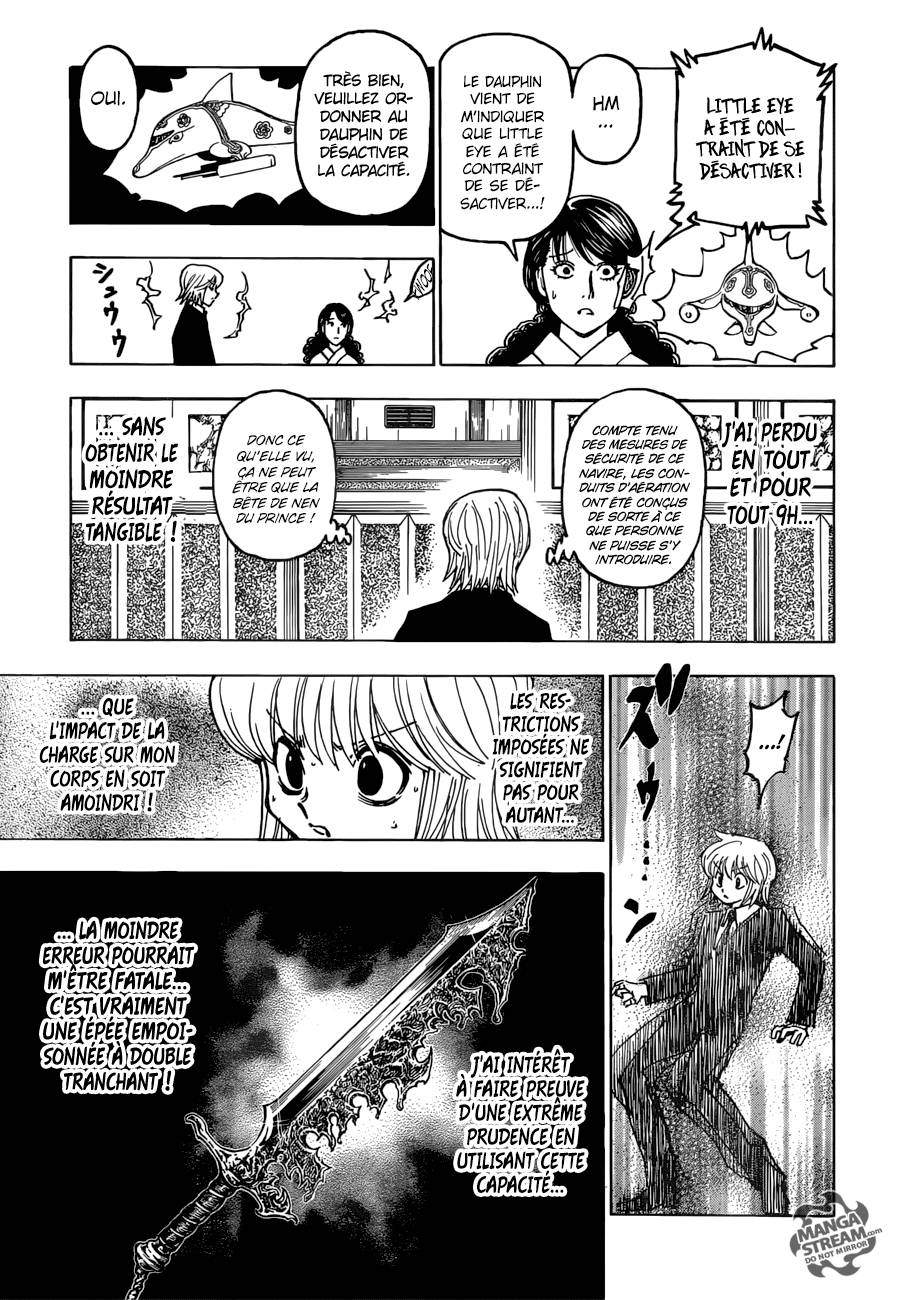 LITTLE EYE
A ÉTÉ CON-
TRAINT DE SE
DÉSACTIVER !
HM
...
LE DAUPHIN
VIENT DE
M'INDIQUER
QUE LITTLE
EYE A ÉTÉ
CONTRAINT
DE SE DÉ-
SACTIVER...!
TRÈS BIEN,
VEUILLEZ OR-
DONNER AU
DAUPHIN DE
DÉSACTIVER
LA CAPACITÉ.
OUI.
シュウウゥ
J'AI PERDU
EN TOUT
ET POUR
TOUT 9H...
COMPTE TENU
DES MESURES
DE SÉCURITÉ DE CE
NAVIRE, LES CON-
DUITS D'AÉRATION
ONT ÉTÉ CONÇUS
DE SORTE À CE
QUE PERSONNE
NE PUISSE S'Y
INTRODUIRE.
DONC CE
QU'ELLE VU,
ÇA NE PEUT
ÊTRE QUE LA
BÊTE DE NEN
DU PRINCE !
... SANS
OBTENIR LE
MOINDRE
RÉSULTAT
TANGIBLE !
....!
ズゥ...ン
LES RES-
TRICTIONS
IMPOSÉES NE
SIGNIFIENT
PAS POUR
AUTANT...
... QUE
L'IMPACT DE LA
CHARGE SUR MON
CORPS EN SOIT
AMOINDRI !
... LA MOINDRE
ERREUR POURRAIT
M'ÊTRE FATALE...
C'EST VRAIMENT
UNE ÉPÉE EMPOI-
SONNÉE À DOUBLE
TRANCHANT !
J'AI INTÉRÊT
À FAIRE PREUVE
D'UNE EXTRÊME
PRUDENCE EN
UTILISANT CETTE
CAPACITÉ...
MANGA
STREAM.com
DO NOT MIRROR